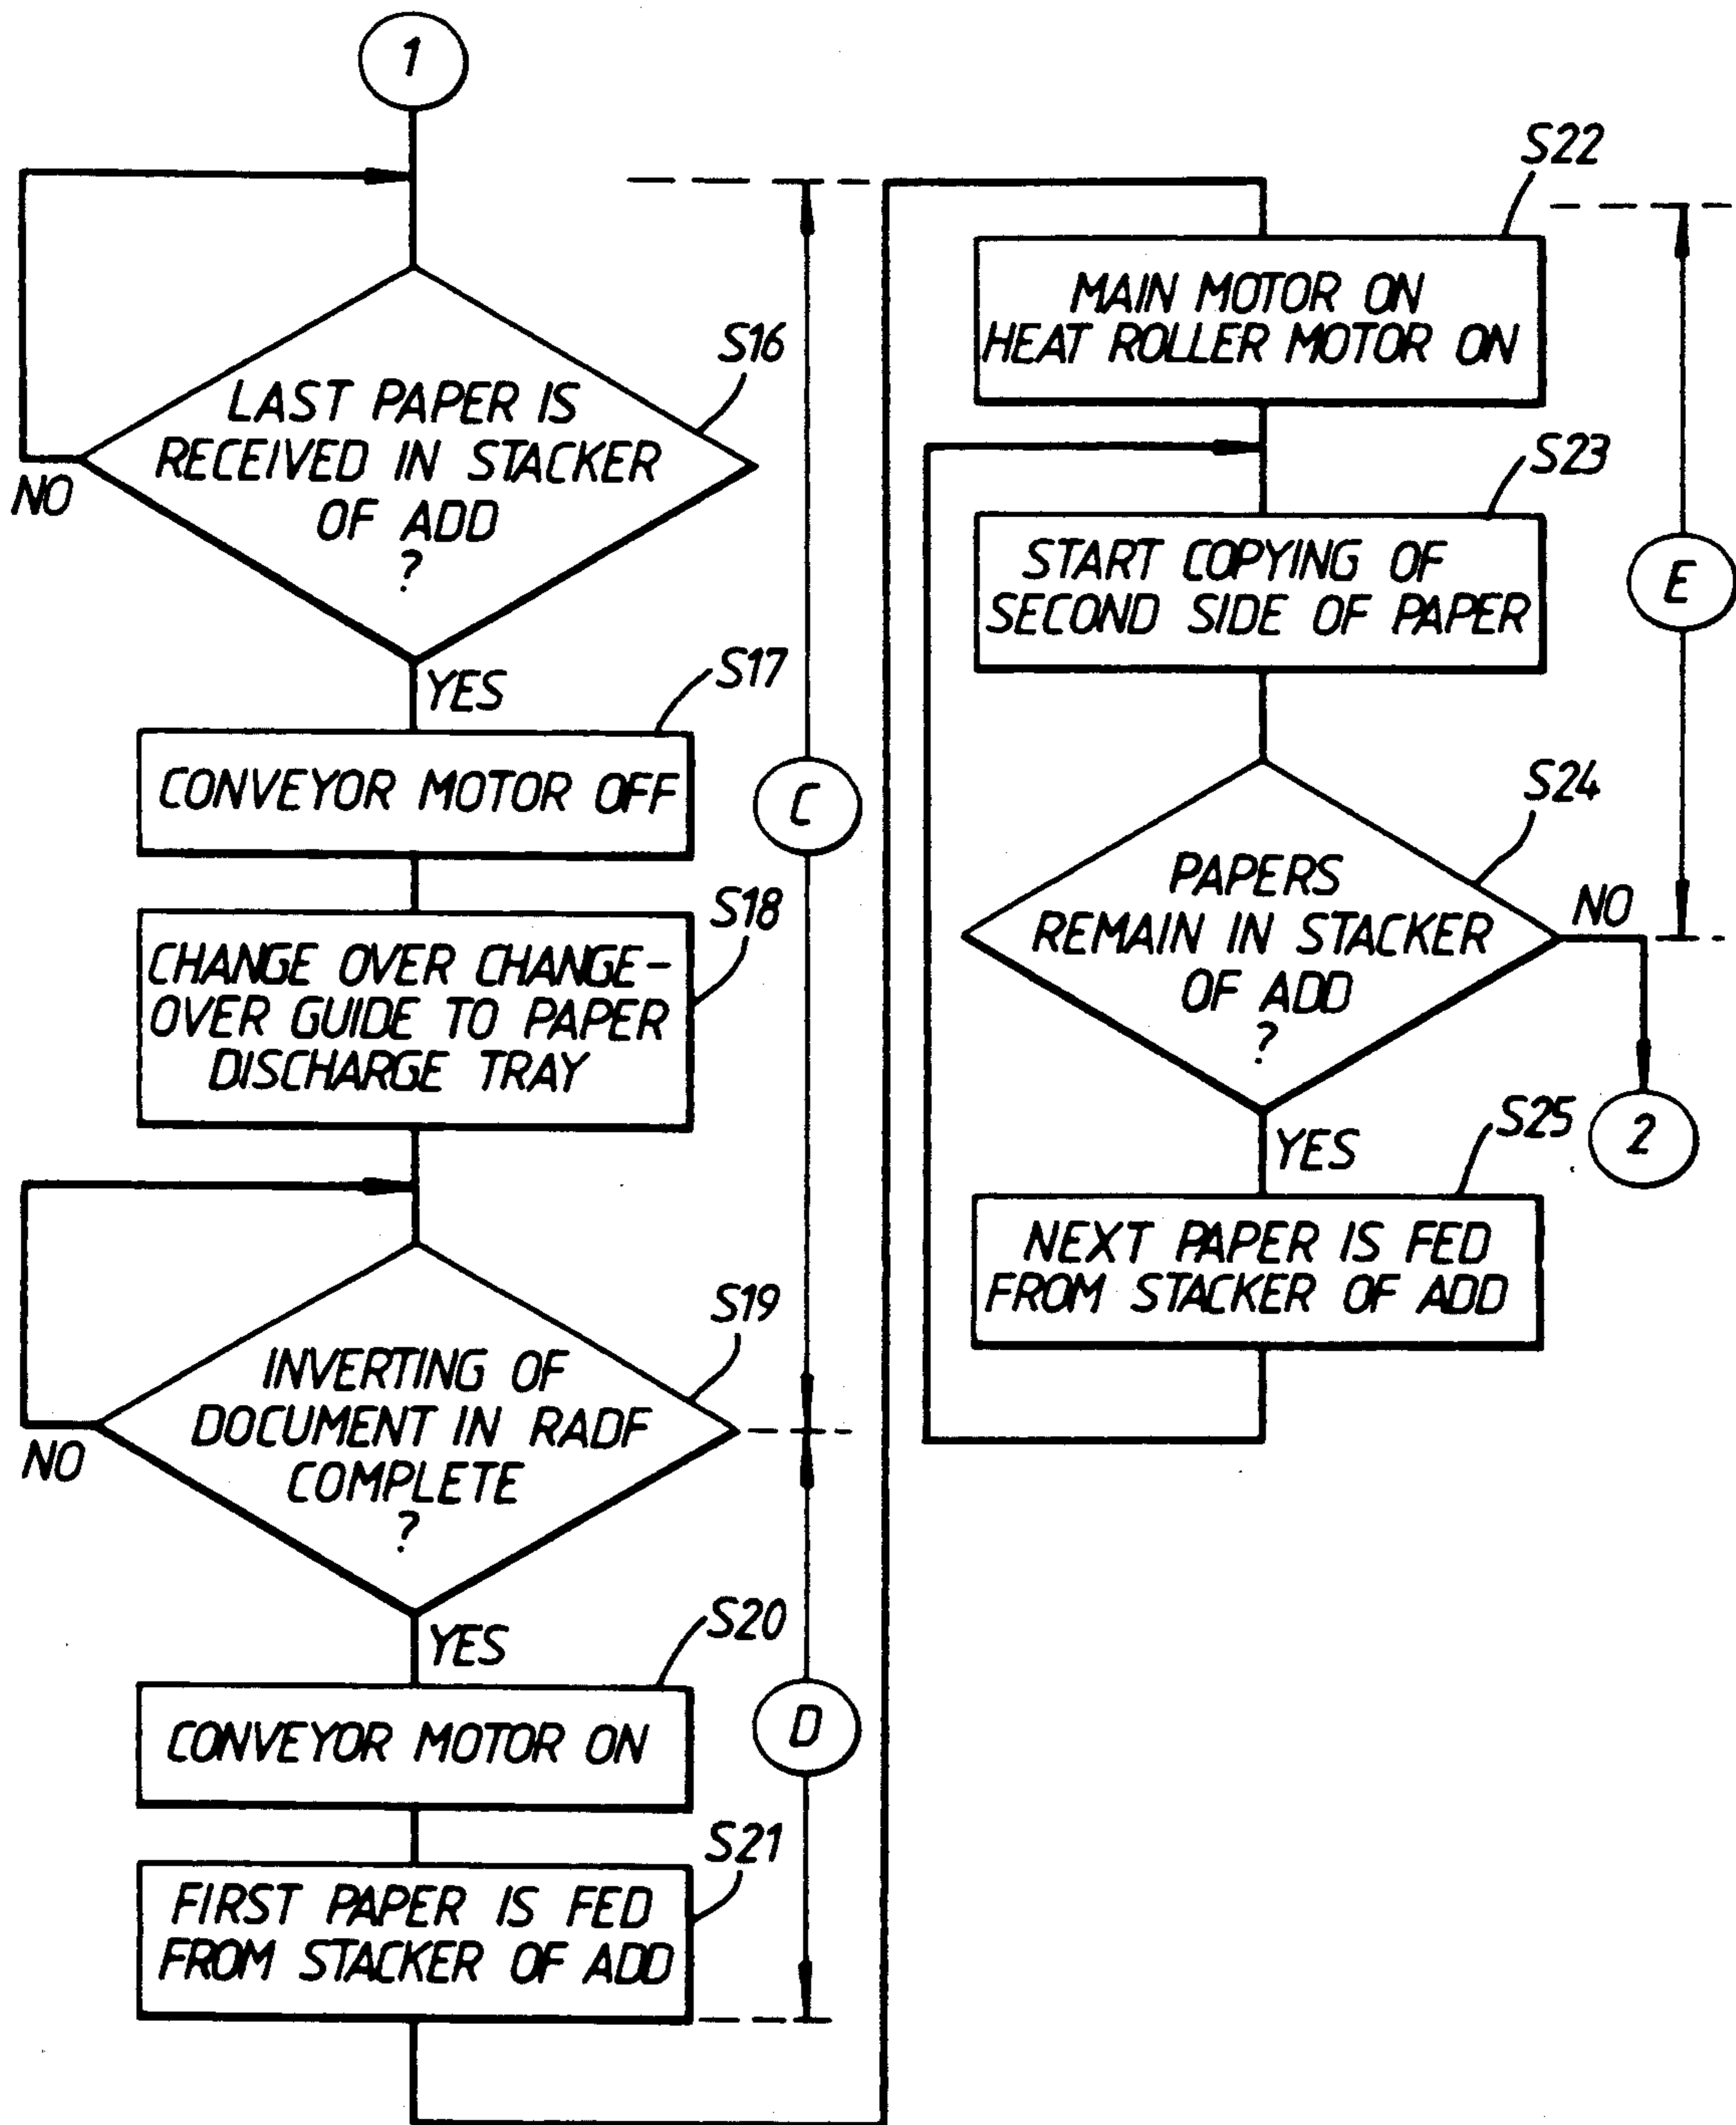 1
S16
LAST PAPER IS
RECEIVED IN STACKER
OF ADD
?
NO
YES
S17
CONVEYOR MOTOR OFF
S18
CHANGE OVER CHANGE-
OVER GUIDE TO PAPER
DISCHARGE TRAY
S19
INVERTING OF
DOCUMENT IN RADF
COMPLETE
?
NO
YES
S20
CONVEYOR MOTOR ON
S21
FIRST PAPER IS FED
FROM STACKER OF ADD
C
D
S22
MAIN MOTOR ON
HEAT ROLLER MOTOR ON
S23
START COPYING OF
SECOND SIDE OF PAPER
E
S24
PAPERS
REMAIN IN STACKER
OF ADD
?
NO
2
YES
S25
NEXT PAPER IS FED
FROM STACKER OF ADD